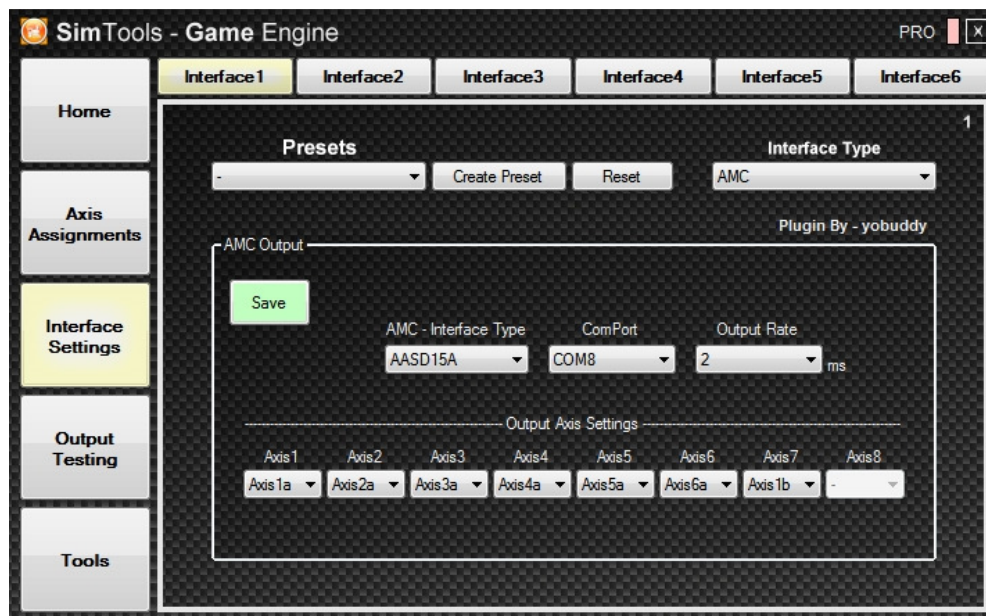 SimTools - Game Engine
PRO
X
Interface1 Interface2 Interface3 Interface4 Interface5 Interface6
Home
Axis
Assignments
Interface
Settings
Output
Testing
Tools
1
Presets
Interface Type
- Create Preset Reset AMC
Plugin By - yobuddy
AMC Output
Save
AMC - Interface Type ComPort Output Rate
AASD15A COM8 2 ms
Output Axis Settings
Axis1 Axis2 Axis3 Axis4 Axis5 Axis6 Axis7 Axis8
Axis1a Axis2a Axis3a Axis4a Axis5a Axis6a Axis1b -